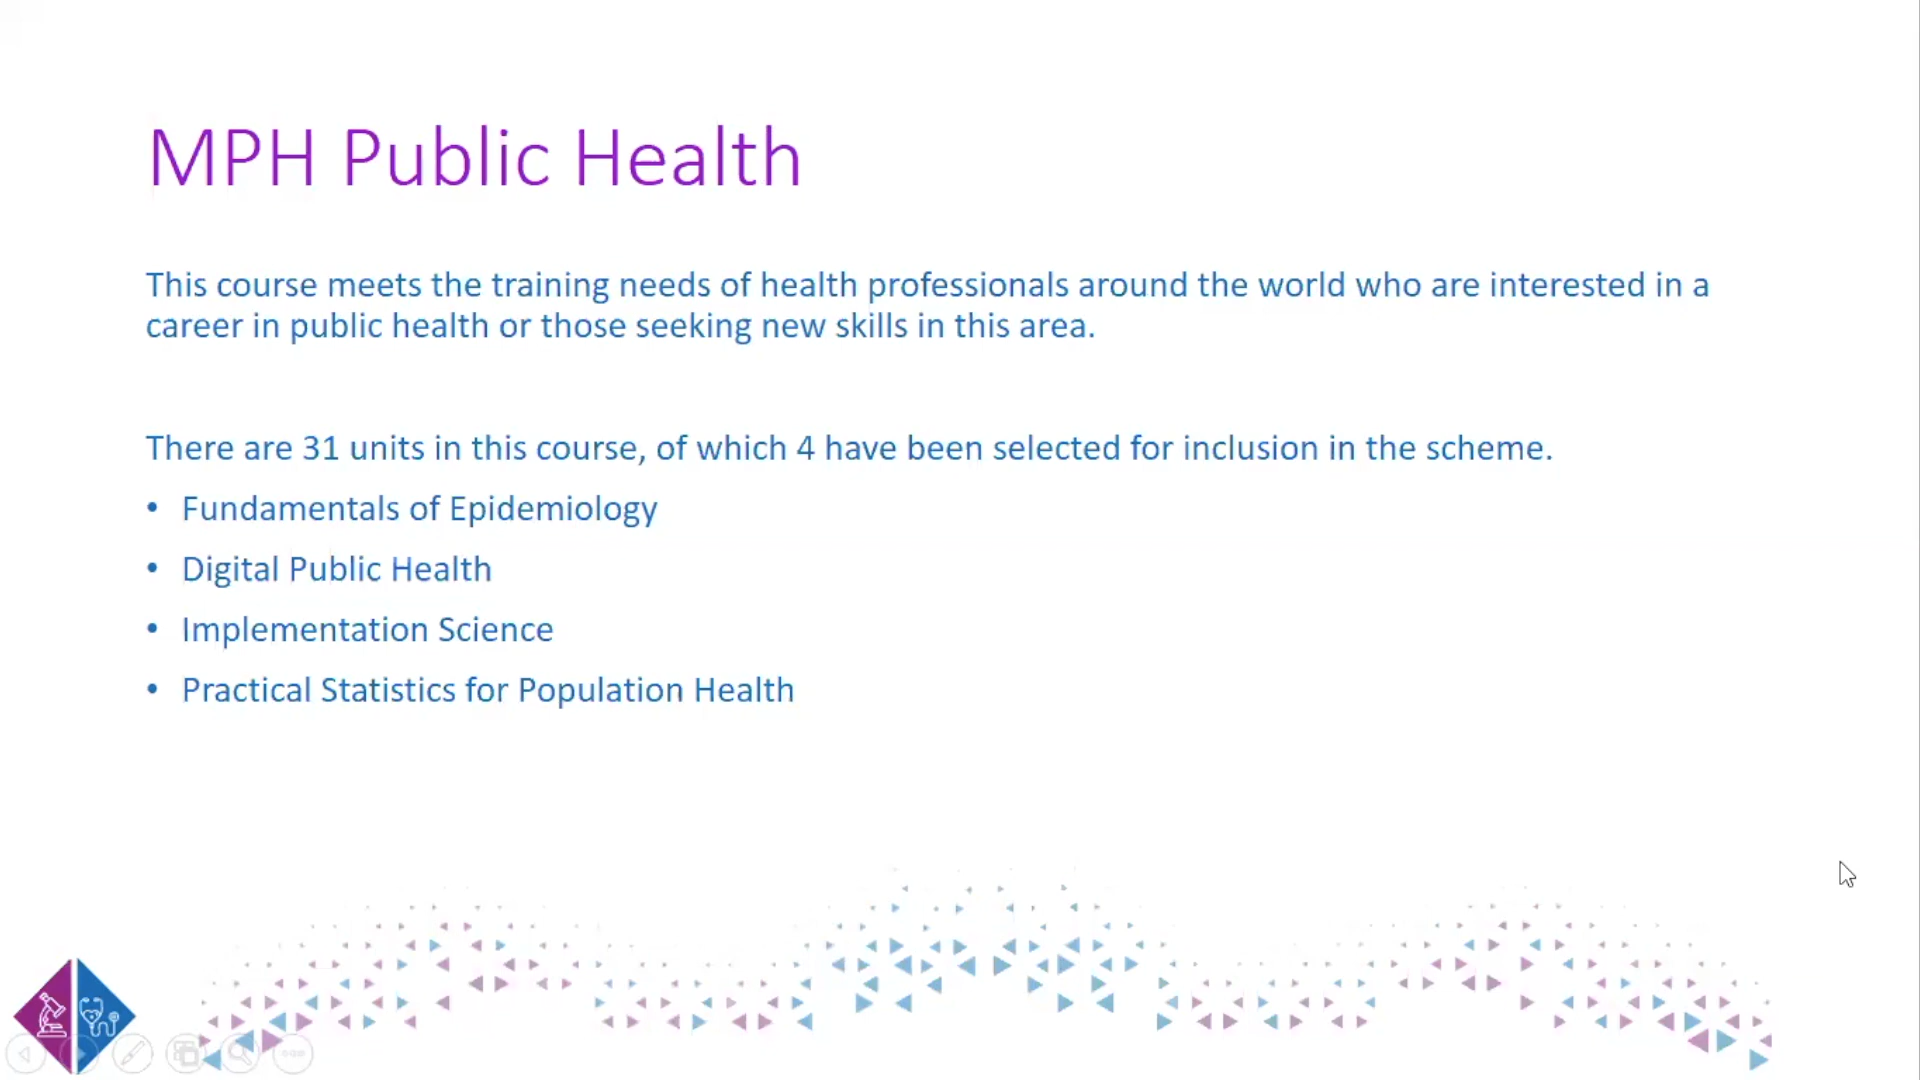 MPH Public Health
This course meets the training needs of health professionals around the world who are interested in a
career in public health or those seeking new skills in this area.
There are 31 units in this course, of which 4 have been selected for inclusion in the scheme.
• Fundamentals of Epidemiology
• Digital Public Health
• Implementation Science
• Practical Statistics for Population Health